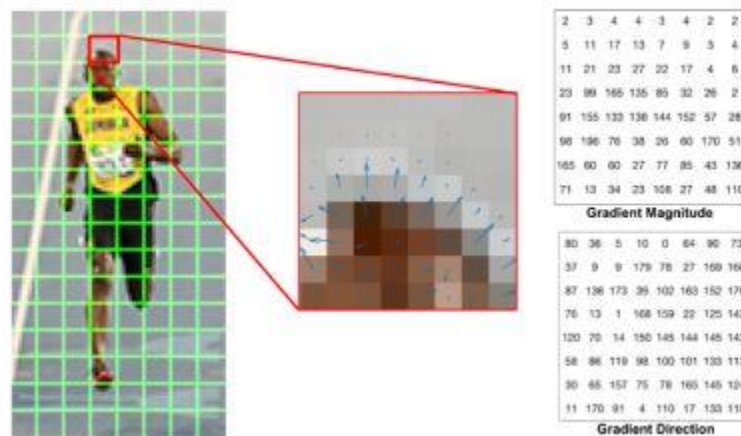 2 3 4 4 3 4 2 2
5 11 17 13 7 9 3 4
11 21 23 27 22 17 4 6
23 99 165 135 85 32 26 2
91 155 133 136 144 152 57 28
98 196 76 38 26 60 170 51
165 60 60 27 77 85 43 136
71 13 34 23 108 27 48 110
Gradient Magnitude
80 36 5 10 0 64 90 73
37 9 9 179 78 27 169 166
87 136 173 39 102 163 152 176
76 13 1 168 159 22 125 143
120 70 14 150 145 144 145 143
58 86 119 98 100 101 133 113
30 65 157 75 78 165 145 124
11 170 91 4 110 17 133 110
Gradient Direction